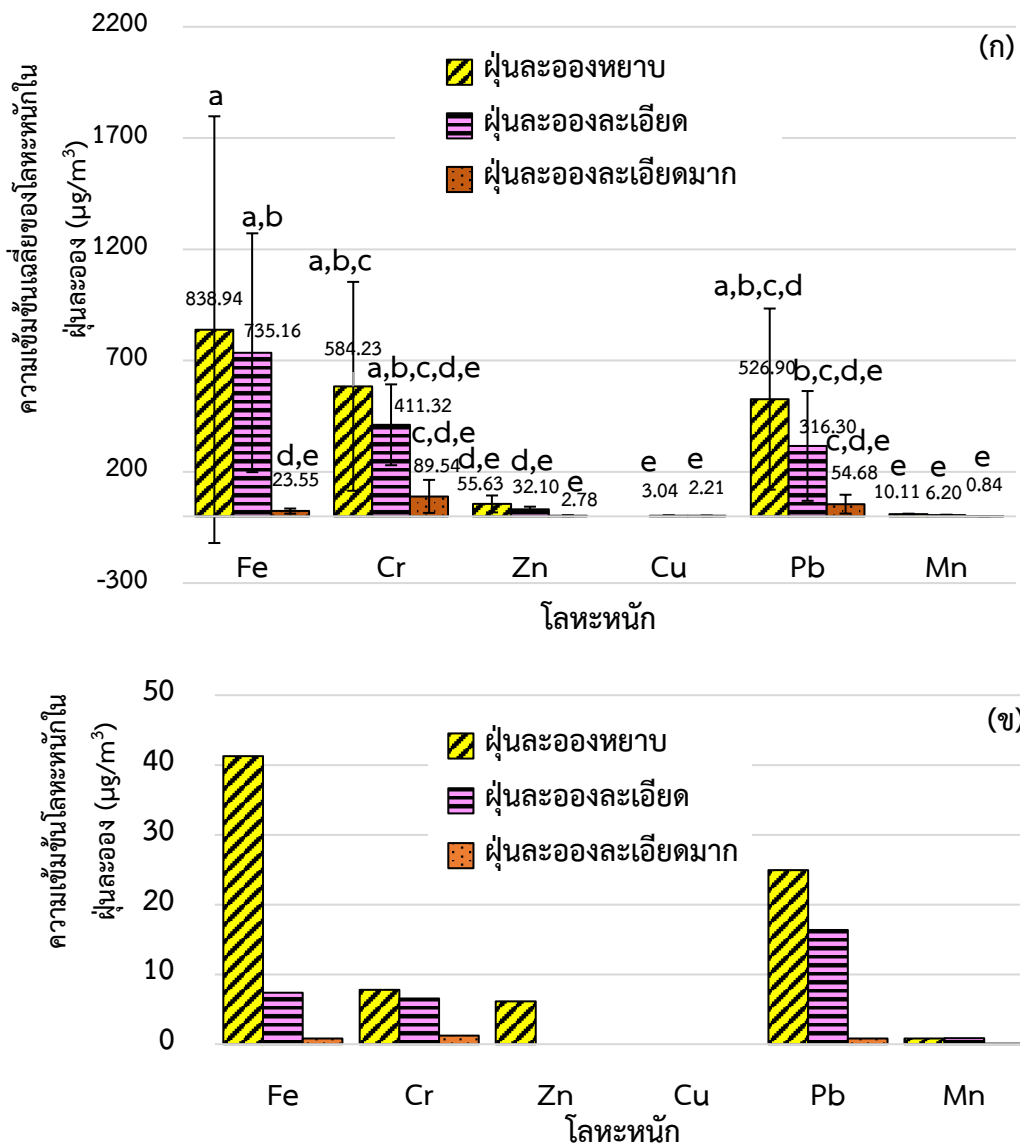 2200
(ก)
ฝุ่นละอองหยาบ
ฝุ่นละอองละเอียด
ฝุ่นละอองละเอียดมาก
1700
1200
700
200
-300
ความเข้มข้นเฉลี่ยของโลหะหนักใน
ฝุ่นละออง (µg/m³)
a
838.94
a,b
735.16
d,e
23.55
a,b,c
584.23
a,b,c,d,e
411.32
c,d,e
89.54
d,e
55.63
d,e
32.10
e
2.78
e
3.04
e
2.21
a,b,c,d
526.90
b,c,d,e
316.30
c,d,e
54.68
e
10.11
e
6.20
e
0.84
Fe Cr Zn Cu Pb Mn
โลหะหนัก
50
(ข)
ฝุ่นละอองหยาบ
ฝุ่นละอองละเอียด
ฝุ่นละอองละเอียดมาก
40
30
20
10
0
ความเข้มข้นโลหะหนักใน
ฝุ่นละออง (µg/m³)
Fe Cr Zn Cu Pb Mn
โลหะหนัก